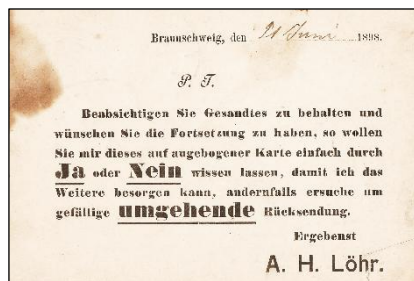 Braunschweig, den 21 Juni 1898.
P. T.
Beabsichtigen Sie Gesandtes zu behalten und
wünschen Sie die Fortsetzung zu haben, so wollen
Sie mir dieses auf angebogener Karte einfach durch
Ja oder Nein wissen lassen, damit ich das
Weitere besorgen kann, andernfalls ersuche um
gefällige umgehende Rücksendung.
Ergebenst
A. H. Löhr.